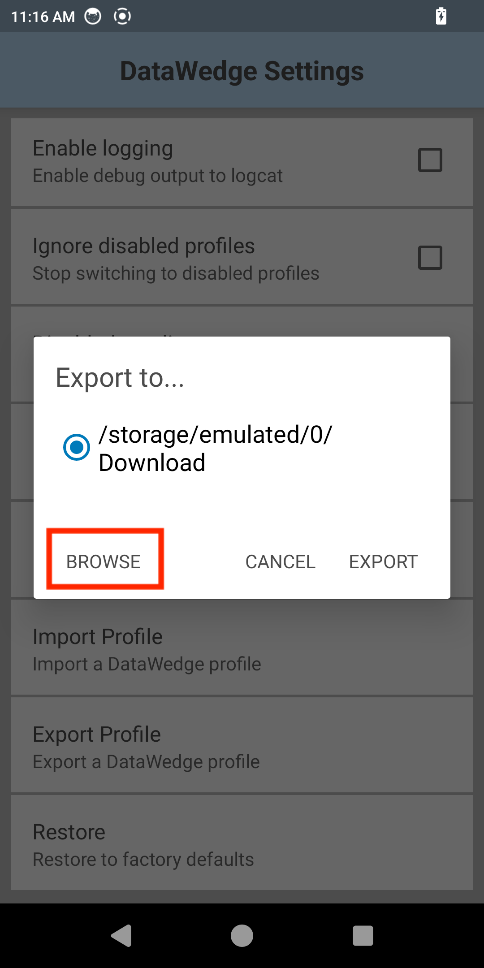 11:16 AM
DataWedge Settings
Enable logging
Enable debug output to logcat
Ignore disabled profiles
Stop switching to disabled profiles
Export to...
/storage/emulated/0/
Download
BROWSE CANCEL EXPORT
Import Profile
Import a DataWedge profile
Export Profile
Export a DataWedge profile
Restore
Restore to factory defaults